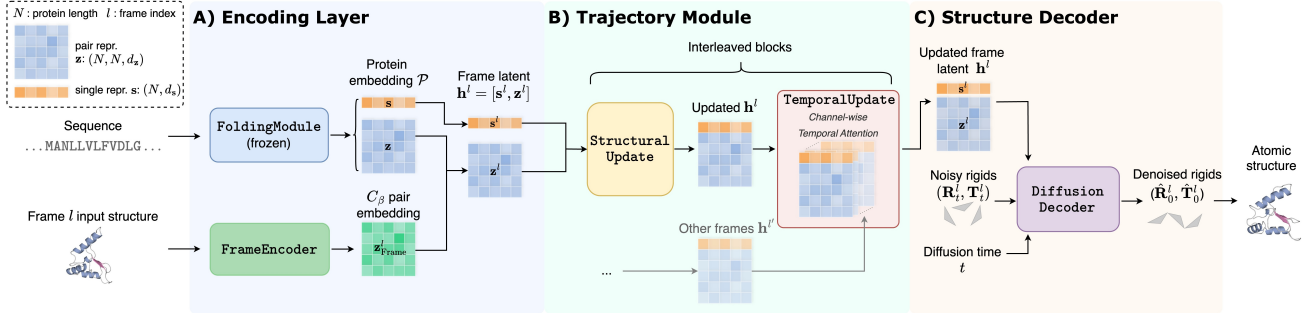 N : protein length   l : frame index
pair repr.
z: (N, N, d_z)
single repr. s: (N, d_s)
Sequence
...MANLLVLFVDLG...
Frame l input structure
A) Encoding Layer
FoldingModule
(frozen)
FrameEncoder
Protein
embedding 𝒫
s
z
C_β pair
embedding
z^l_Frame
Frame latent
h^l = [s^l, z^l]
s^l
z^l
B) Trajectory Module
Interleaved blocks
Structural
Update
Updated h^l
TemporalUpdate
Channel-wise
Temporal Attention
Other frames h^l'
...
C) Structure Decoder
Updated frame
latent h^l
s^l
z^l
Noisy rigids
(R^l_t, T^l_t)
Diffusion time
t
Diffusion
Decoder
Denoised rigids
(R̂^l_0, T̂^l_0)
Atomic
structure